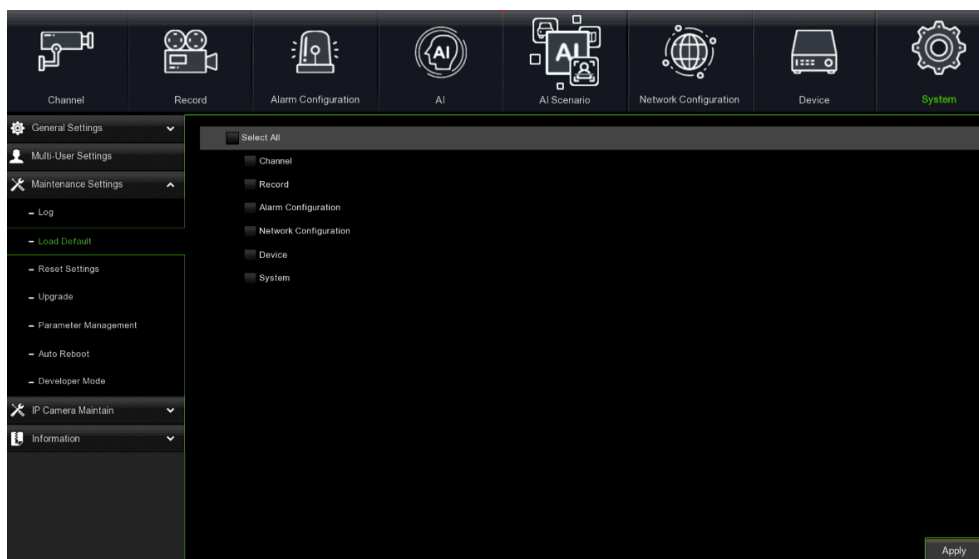 Channel
Record
Alarm Configuration
AI
AI
AI
AI Scenario
Network Configuration
Device
System
General Settings
Multi-User Settings
Maintenance Settings
– Log
– Load Default
– Reset Settings
– Upgrade
– Parameter Management
– Auto Reboot
– Developer Mode
IP Camera Maintain
Information
Select All
Channel
Record
Alarm Configuration
Network Configuration
Device
System
Apply